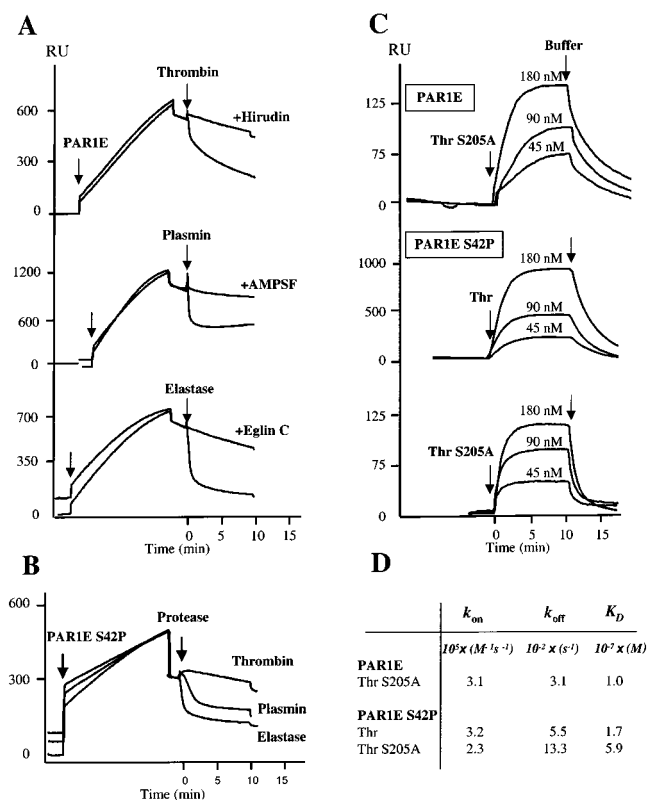 A
RU
Thrombin
600
PAR1E
+Hirudin
300
0
Plasmin
1200
+AMPSF
600
0
Elastase
700
+Eglin C
350
0
0 5 10 15
Time (min)
B
600
PAR1E S42P
Protease
Thrombin
300
Plasmin
Elastase
0
0 5 10 15
Time (min)
C
RU
Buffer
180 nM
125
PAR1E
90 nM
Thr S205A
45 nM
75
0
PAR1E S42P
180 nM
1000
Thr
500
90 nM
45 nM
0
125
180 nM
90 nM
75
Thr S205A
45 nM
0
0 5 10 15
Time (min)
D
kon koff KD
10⁵x (M⁻¹s⁻¹) 10⁻²x (s⁻¹) 10⁻⁷x (M)
PAR1E
Thr S205A 3.1 3.1 1.0
PAR1E S42P
Thr 3.2 5.5 1.7
Thr S205A 2.3 13.3 5.9